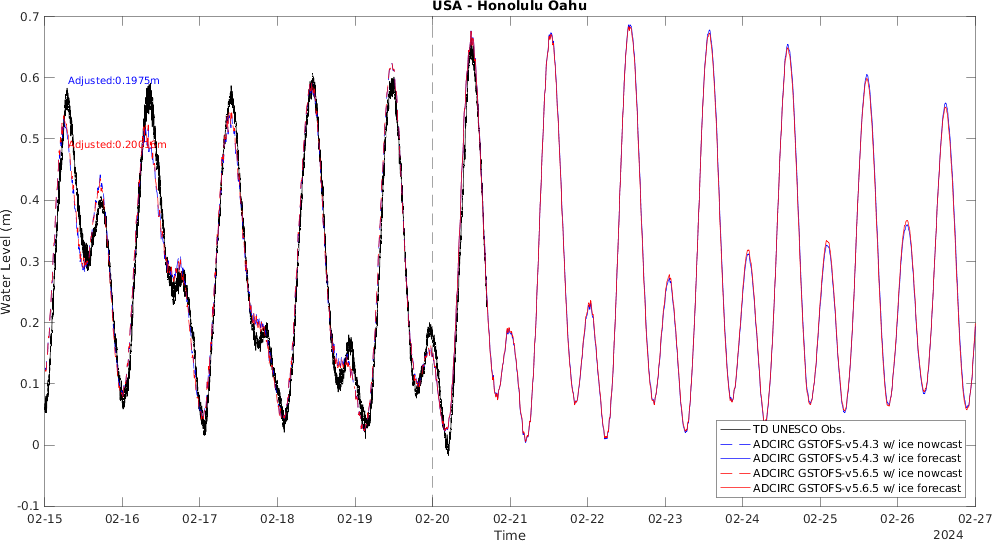 USA - Honolulu Oahu
0.7
0.6
0.5
0.4
0.3
0.2
0.1
0
-0.1
Water Level (m)
Adjusted:0.1975m
TD UNESCO Obs.
ADCIRC GSTOFS-v5.4.3 w/ ice nowcast
ADCIRC GSTOFS-v5.4.3 w/ ice forecast
ADCIRC GSTOFS-v5.6.5 w/ ice nowcast
ADCIRC GSTOFS-v5.6.5 w/ ice forecast
02-15 02-16 02-17 02-18 02-19 02-20 02-21 02-22 02-23 02-24 02-25 02-26 02-27
Time
2024